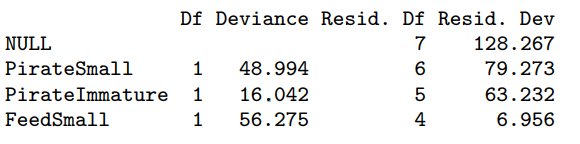 Df Deviance Resid. Df Resid. Dev
NULL 7 128.267
PirateSmall 1 48.994 6 79.273
PirateImmature 1 16.042 5 63.232
FeedSmall 1 56.275 4 6.956